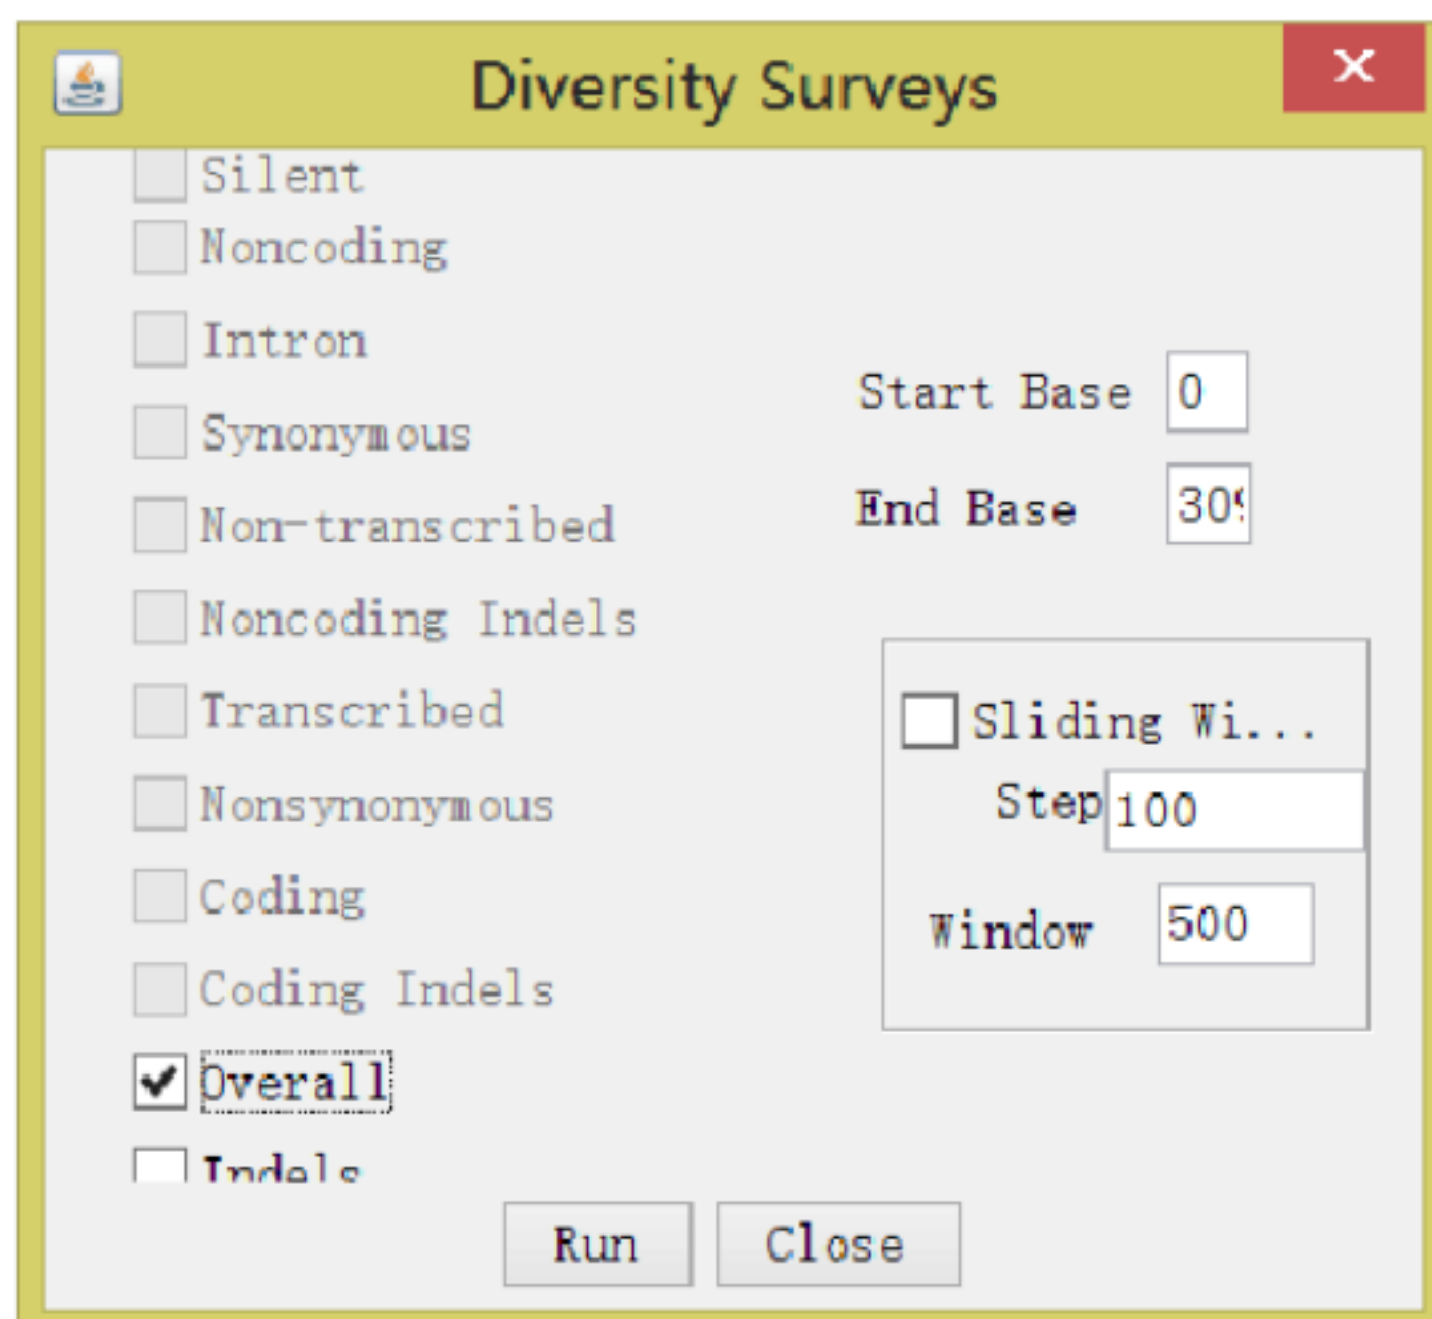 Diversity Surveys
Silent
Noncoding
Intron
Synonymous
Non-transcribed
Noncoding Indels
Transcribed
Nonsynonymous
Coding
Coding Indels
Overall
Indels
Start Base 0
End Base
Sliding Wi...
Step 100
Window 500
Run Close